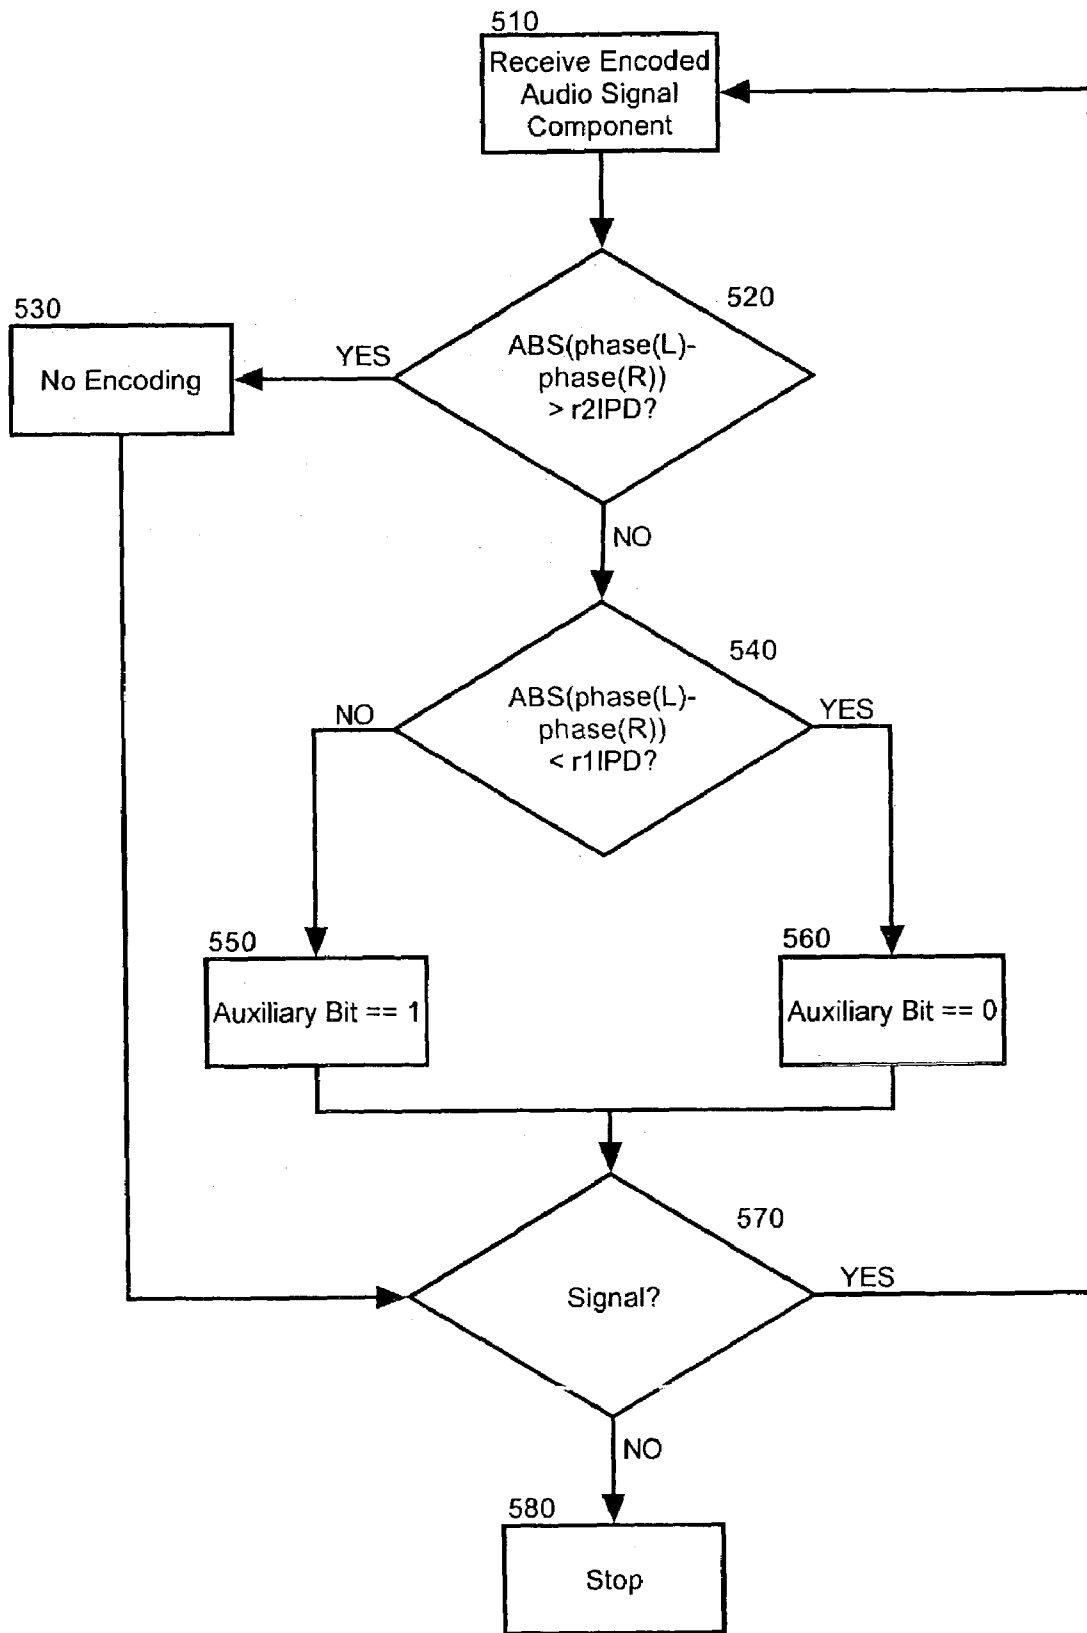 510
Receive Encoded
Audio Signal
Component
520
ABS(phase(L)-
phase(R))
> r2IPD?
YES
530
No Encoding
NO
540
ABS(phase(L)-
phase(R))
< r1IPD?
NO
YES
550
Auxiliary Bit == 1
560
Auxiliary Bit == 0
570
Signal?
YES
NO
580
Stop